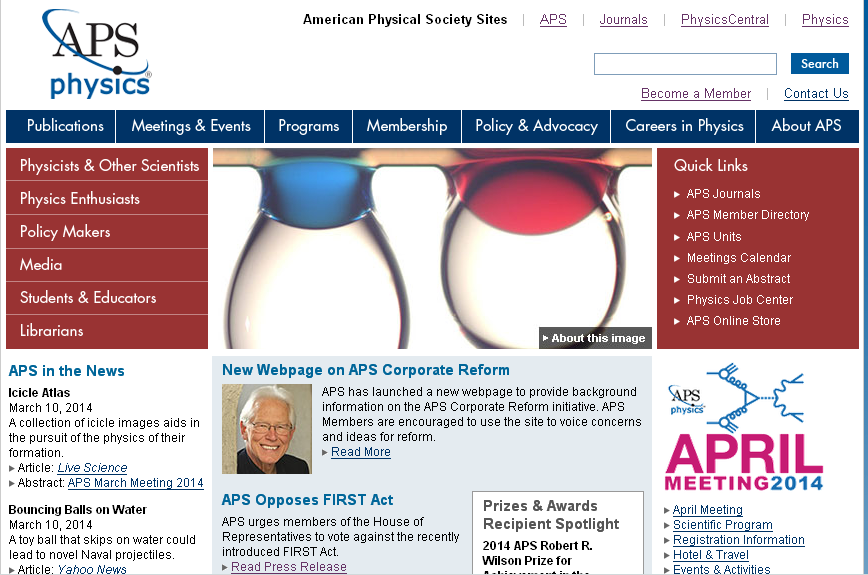 APS
physics®
American Physical Society Sites | APS | Journals | PhysicsCentral | Physics
Search
Become a Member | Contact Us
Publications
Meetings & Events
Programs
Membership
Policy & Advocacy
Careers in Physics
About APS
Physicists & Other Scientists
Physics Enthusiasts
Policy Makers
Media
Students & Educators
Librarians
About this image
Quick Links
APS Journals
APS Member Directory
APS Units
Meetings Calendar
Submit an Abstract
Physics Job Center
APS Online Store
APS in the News
Icicle Atlas
March 10, 2014
A collection of icicle images aids in
the pursuit of the physics of their
formation.
Article: Live Science
Abstract: APS March Meeting 2014
Bouncing Balls on Water
March 10, 2014
A toy ball that skips on water could
lead to novel Naval projectiles.
Article: Yahoo News
New Webpage on APS Corporate Reform
APS has launched a new webpage to provide background
information on the APS Corporate Reform initiative. APS
Members are encouraged to use the site to voice concerns
and ideas for reform.
Read More
APS Opposes FIRST Act
APS urges members of the House of
Representatives to vote against the recently
introduced FIRST Act.
Read Press Release
Prizes & Awards
Recipient Spotlight
2014 APS Robert R.
Wilson Prize for
Achievement in the
APS
physics
APRIL
MEETING2014
April Meeting
Scientific Program
Registration Information
Hotel & Travel
Events & Activities